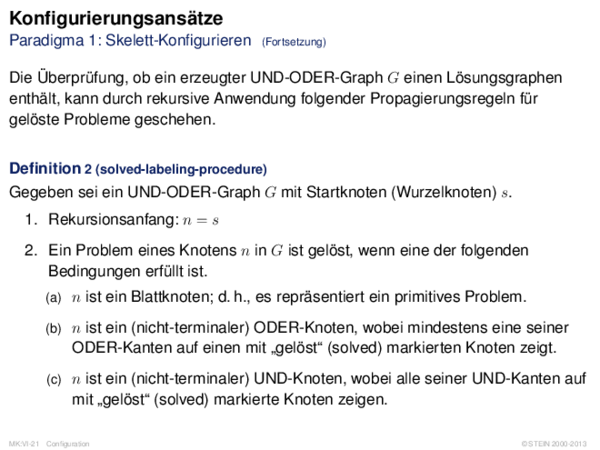 Konfigurierungsansätze
Paradigma 1: Skelett-Konfigurieren (Fortsetzung)
Die Überprüfung, ob ein erzeugter UND-ODER-Graph G einen Lösungsgraphen
enthält, kann durch rekursive Anwendung folgender Propagierungsregeln für
gelöste Probleme geschehen.
Definition 2 (solved-labeling-procedure)
Gegeben sei ein UND-ODER-Graph G mit Startknoten (Wurzelknoten) s.
1. Rekursionsanfang: n = s
2. Ein Problem eines Knotens n in G ist gelöst, wenn eine der folgenden
Bedingungen erfüllt ist.
(a) n ist ein Blattknoten; d. h., es repräsentiert ein primitives Problem.
(b) n ist ein (nicht-terminaler) ODER-Knoten, wobei mindestens eine seiner
ODER-Kanten auf einen mit „gelöst“ (solved) markierten Knoten zeigt.
(c) n ist ein (nicht-terminaler) UND-Knoten, wobei alle seiner UND-Kanten auf
mit „gelöst“ (solved) markierte Knoten zeigen.
MK:VI-21 Configuration
© STEIN 2000-2013